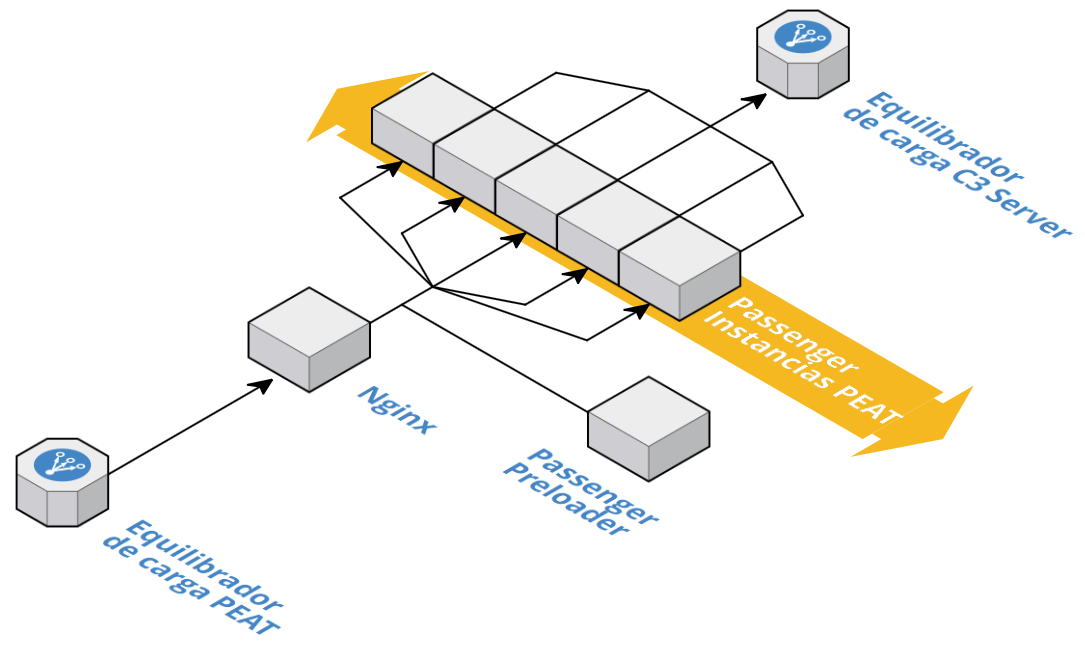 Equilibrador
de carga C3 Server
Passenger
Instancias PEAT
Nginx
Passenger
Preloader
Equilibrador
de carga PEAT